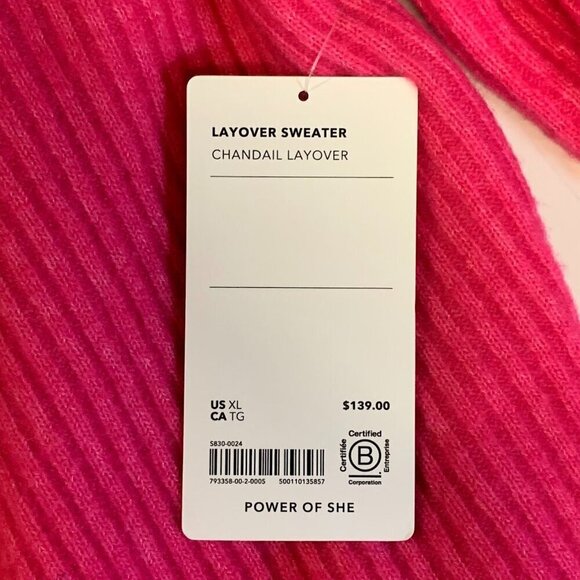 LAYOVER SWEATER
CHANDAIL LAYOVER
US XL
CA TG
$139.00
S830-0024
793358-00-2-0005 500110135857
Certified
Certifiée
B
Entreprise
Corporation
POWER OF SHE